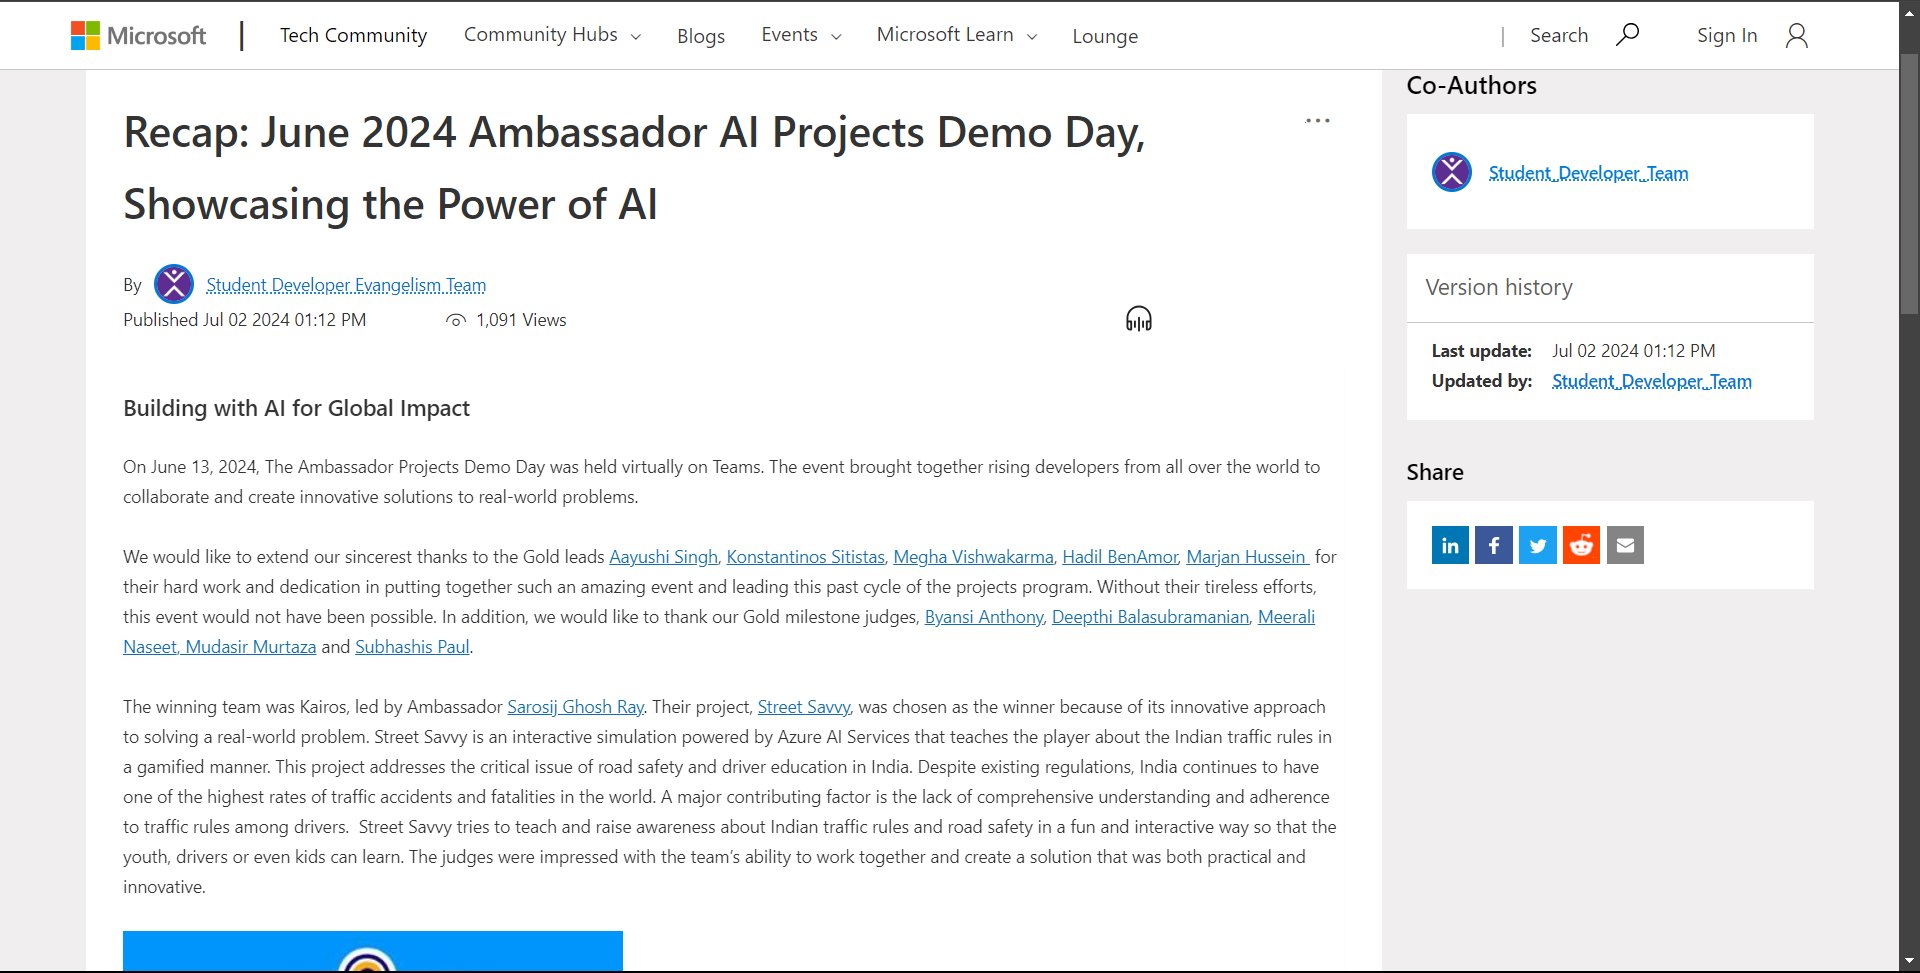 Microsoft | Tech Community Community Hubs Blogs Events Microsoft Learn Lounge | Search Sign In
Recap: June 2024 Ambassador AI Projects Demo Day,
Showcasing the Power of AI
By Student Developer Evangelism Team
Published Jul 02 2024 01:12 PM 1,091 Views
Building with AI for Global Impact
On June 13, 2024, The Ambassador Projects Demo Day was held virtually on Teams. The event brought together rising developers from all over the world to
collaborate and create innovative solutions to real-world problems.
We would like to extend our sincerest thanks to the Gold leads Aayushi Singh, Konstantinos Sitistas, Megha Vishwakarma, Hadil BenAmor, Marjan Hussein for
their hard work and dedication in putting together such an amazing event and leading this past cycle of the projects program. Without their tireless efforts,
this event would not have been possible. In addition, we would like to thank our Gold milestone judges, Byansi Anthony, Deepthi Balasubramanian, Meerali
Naseet, Mudasir Murtaza and Subhashis Paul.
The winning team was Kairos, led by Ambassador Sarosij Ghosh Ray. Their project, Street Savvy, was chosen as the winner because of its innovative approach
to solving a real-world problem. Street Savvy is an interactive simulation powered by Azure AI Services that teaches the player about the Indian traffic rules in
a gamified manner. This project addresses the critical issue of road safety and driver education in India. Despite existing regulations, India continues to have
one of the highest rates of traffic accidents and fatalities in the world. A major contributing factor is the lack of comprehensive understanding and adherence
to traffic rules among drivers.  Street Savvy tries to teach and raise awareness about Indian traffic rules and road safety in a fun and interactive way so that the
youth, drivers or even kids can learn. The judges were impressed with the team’s ability to work together and create a solution that was both practical and
innovative.
Co-Authors
Student_Developer_Team
Version history
Last update: Jul 02 2024 01:12 PM
Updated by: Student_Developer_Team
Share